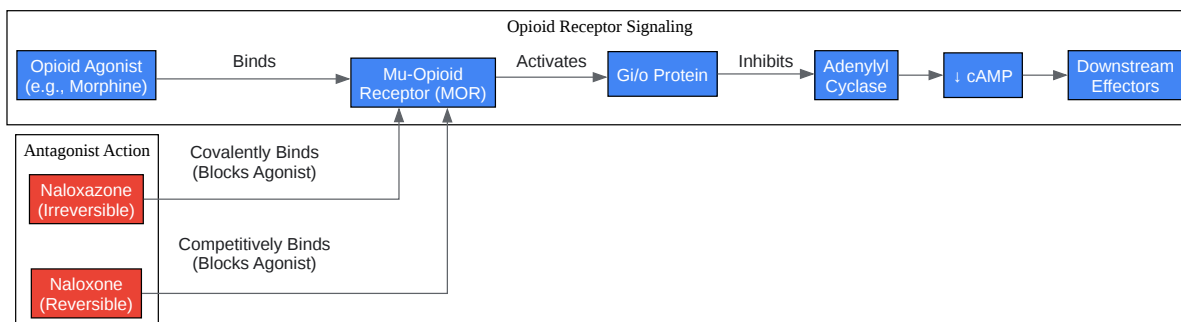 Opioid Receptor Signaling
Opioid Agonist
(e.g., Morphine)
Binds
Mu-Opioid
Receptor (MOR)
Activates
Gi/o Protein
Inhibits
Adenylyl
Cyclase
↓ cAMP
Downstream
Effectors
Antagonist Action
Naloxazone
(Irreversible)
Covalently Binds
(Blocks Agonist)
Naloxone
(Reversible)
Competitively Binds
(Blocks Agonist)